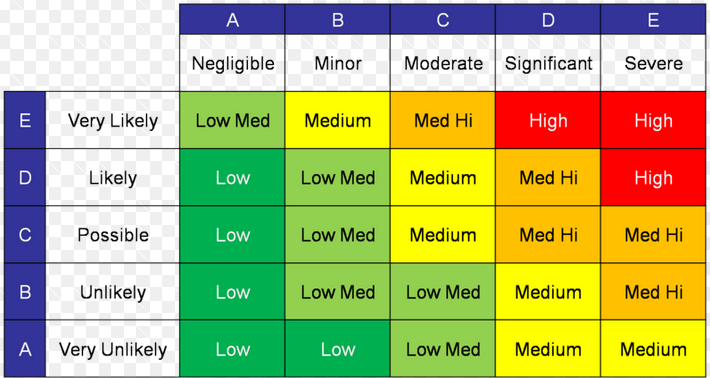 A B C D E
Negligible Minor Moderate Significant Severe
E Very Likely Low Med Medium Med Hi High High
D Likely Low Low Med Medium Med Hi High
C Possible Low Low Med Medium Med Hi Med Hi
B Unlikely Low Low Med Low Med Medium Med Hi
A Very Unlikely Low Low Low Med Medium Medium